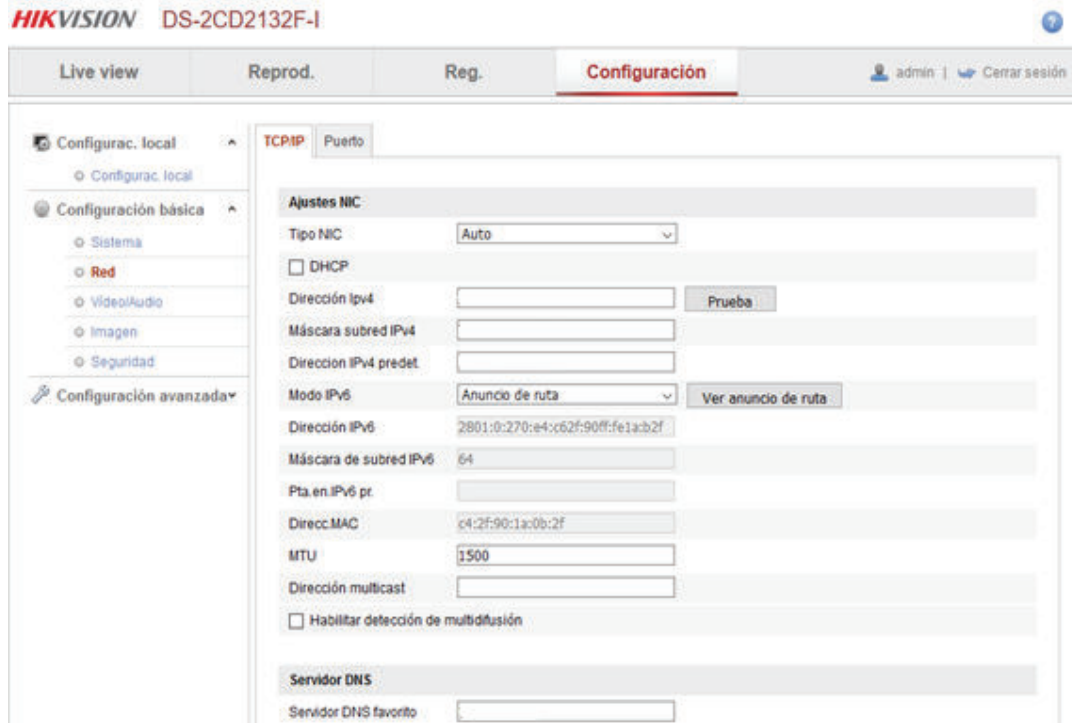 HIKVISION DS-2CD2132F-I
Live view Reprod. Reg. Configuración admin | Cerrar sesión
Configurac. local
Configurac. local
Configuración básica
Sistema
Red
Vídeo/Audio
Imagen
Seguridad
Configuración avanzada
TCP/IP Puerto
Ajustes NIC
Tipo NIC Auto
DHCP
Dirección Ipv4 Prueba
Máscara subred IPv4
Direccion IPv4 predet.
Modo IPv6 Anuncio de ruta Ver anuncio de ruta
Dirección IPv6 2801:0:270:e4:c62f:90ff:fe1a:b2f
Máscara de subred IPv6 64
Pta.en.IPv6 pr.
Direcc.MAC c4:2f:90:1a:0b:2f
MTU 1500
Dirección multicast
Habilitar detección de multidifusión
Servidor DNS
Servidor DNS favorito